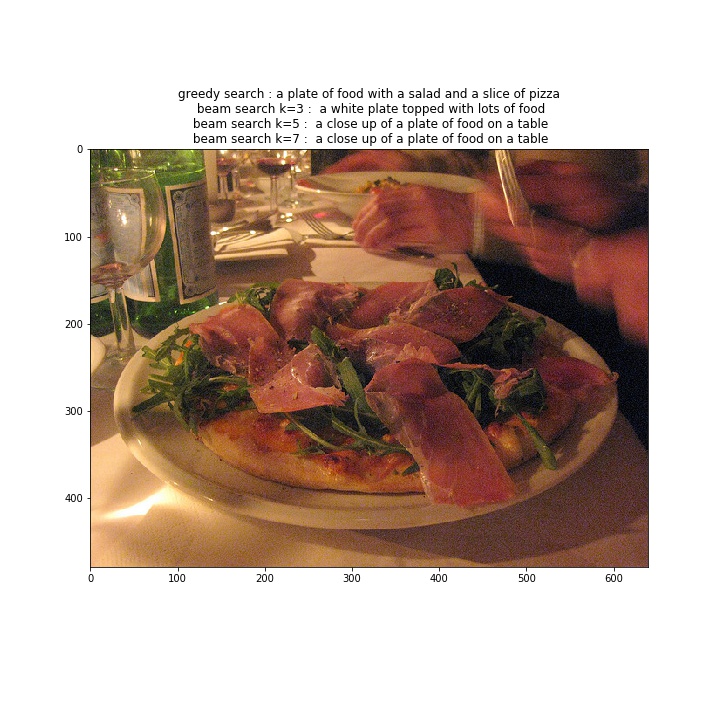 greedy search : a plate of food with a salad and a slice of pizza
beam search k=3 :  a white plate topped with lots of food
beam search k=5 :  a close up of a plate of food on a table
beam search k=7 :  a close up of a plate of food on a table
0
100
200
300
400
0 100 200 300 400 500 600